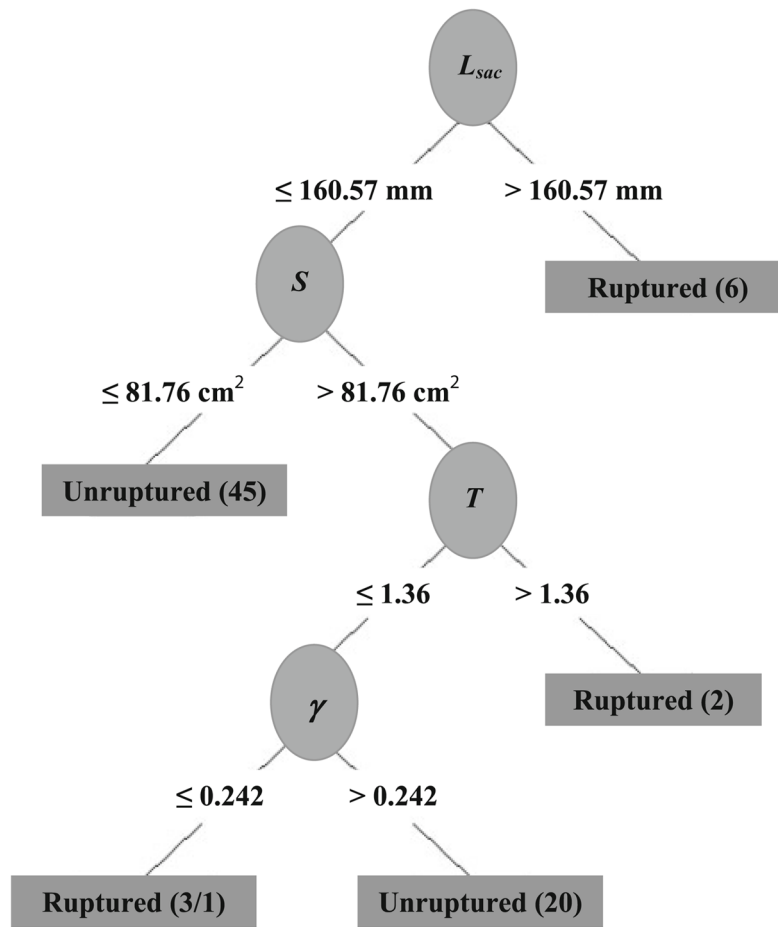 L_sac
≤ 160.57 mm > 160.57 mm
S
Ruptured (6)
≤ 81.76 cm² > 81.76 cm²
Unruptured (45)
T
≤ 1.36 > 1.36
Ruptured (2)
γ
≤ 0.242 > 0.242
Ruptured (3/1) Unruptured (20)